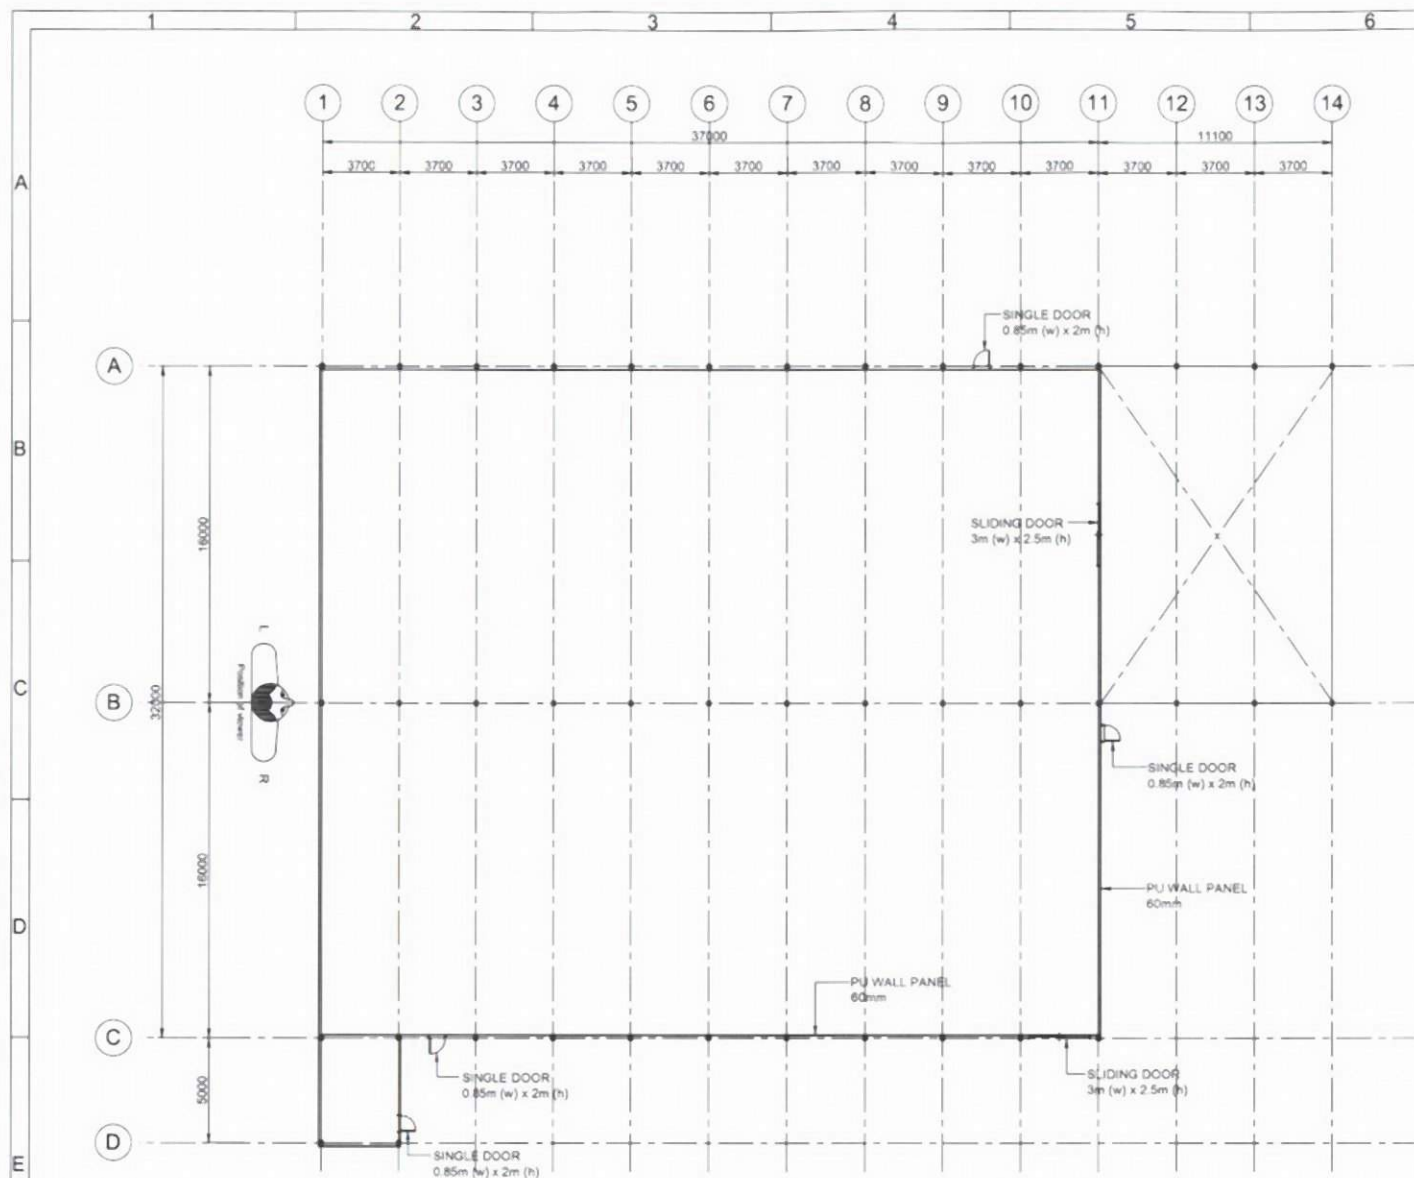 1 2 3 4 5 6
1 2 3 4 5 6 7 8 9 10 11 12 13 14
37000 11100
3700 3700 3700 3700 3700 3700 3700 3700 3700 3700 3700 3700 3700
A
SINGLE DOOR
0.85m (w) x 2m (h)
A
B
16000
SLIDING DOOR
3m (w) x 2.5m (h)
x
L
Position of viewer
R
C
B
32000
SINGLE DOOR
0.85m (w) x 2m (h)
16000
PU WALL PANEL
60mm
D
PU WALL PANEL
60mm
C
SINGLE DOOR
0.85m (w) x 2m (h)
SLIDING DOOR
3m (w) x 2.5m (h)
5000
D
SINGLE DOOR
0.85m (w) x 2m (h)
E